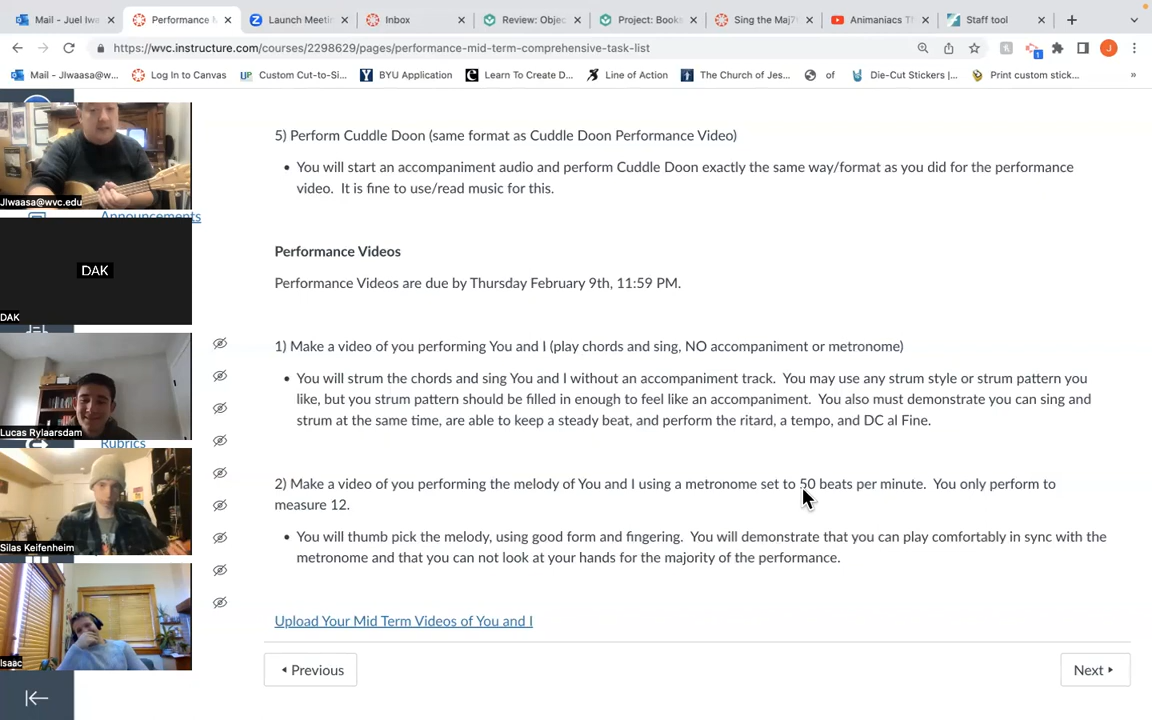 Mail - Juel Iwa
Performance M
Launch Meeti
Inbox
Review: Objec
Project: Books
Sing the Maj7
Animaniacs Th
Staff tool
https://wvc.instructure.com/courses/2298629/pages/performance-mid-term-comprehensive-task-list
J
Mail - Jlwaasa@w...
Log In to Canvas
Custom Cut-to-Si...
BYU Application
Learn To Create D...
Line of Action
The Church of Jes...
of
Die-Cut Stickers |...
Print custom stick...
»
Jlwaasa@wvc.edu
Announcements
DAK
DAK
Lucas Rylaarsdam
Rubrics
Silas Keifenheim
Isaac
5) Perform Cuddle Doon (same format as Cuddle Doon Performance Video)
• You will start an accompaniment audio and perform Cuddle Doon exactly the same way/format as you did for the performance
video. It is fine to use/read music for this.
Performance Videos
Performance Videos are due by Thursday February 9th, 11:59 PM.
1) Make a video of you performing You and I (play chords and sing, NO accompaniment or metronome)
• You will strum the chords and sing You and I without an accompaniment track. You may use any strum style or strum pattern you
like, but you strum pattern should be filled in enough to feel like an accompaniment. You also must demonstrate you can sing and
strum at the same time, are able to keep a steady beat, and perform the ritard, a tempo, and DC al Fine.
2) Make a video of you performing the melody of You and I using a metronome set to 50 beats per minute. You only perform to
measure 12.
• You will thumb pick the melody, using good form and fingering. You will demonstrate that you can play comfortably in sync with the
metronome and that you can not look at your hands for the majority of the performance.
Upload Your Mid Term Videos of You and I
Previous
Next